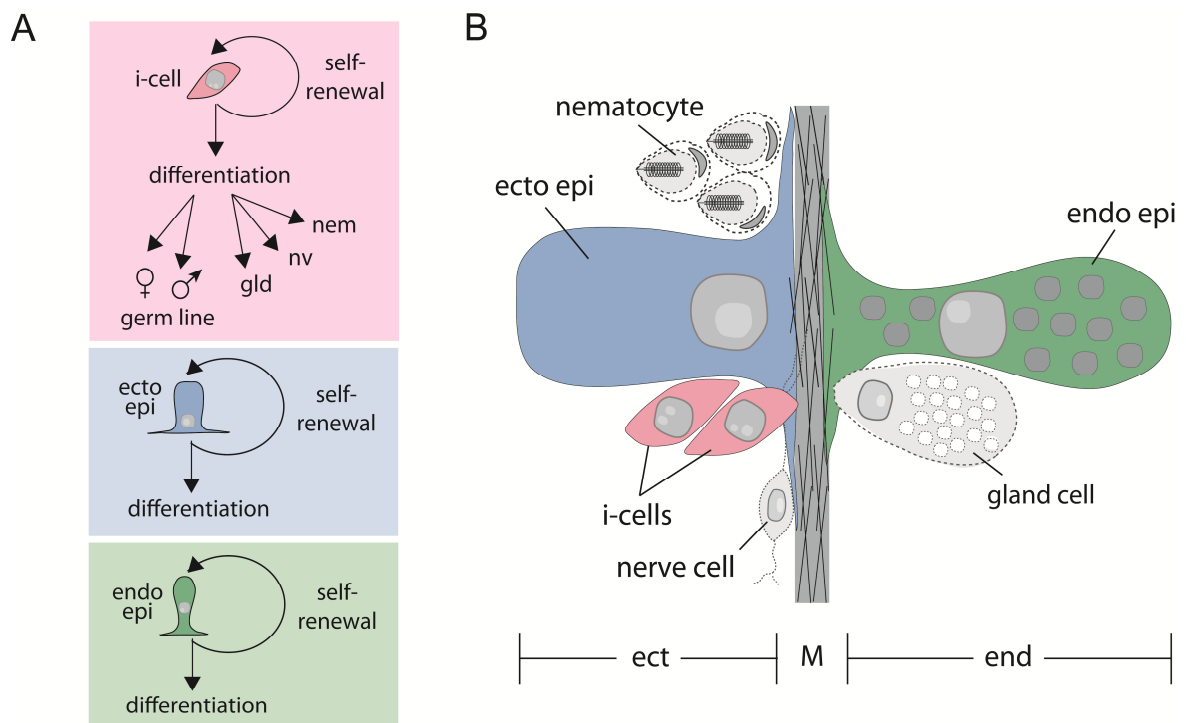 A
i-cell
self-
renewal
differentiation
nem
nv
gld
♀ ♂
germ line
ecto
epi
self-
renewal
differentiation
endo
epi
self-
renewal
differentiation
B
nematocyte
ecto epi
endo epi
i-cells
gland cell
nerve cell
ect
M
end